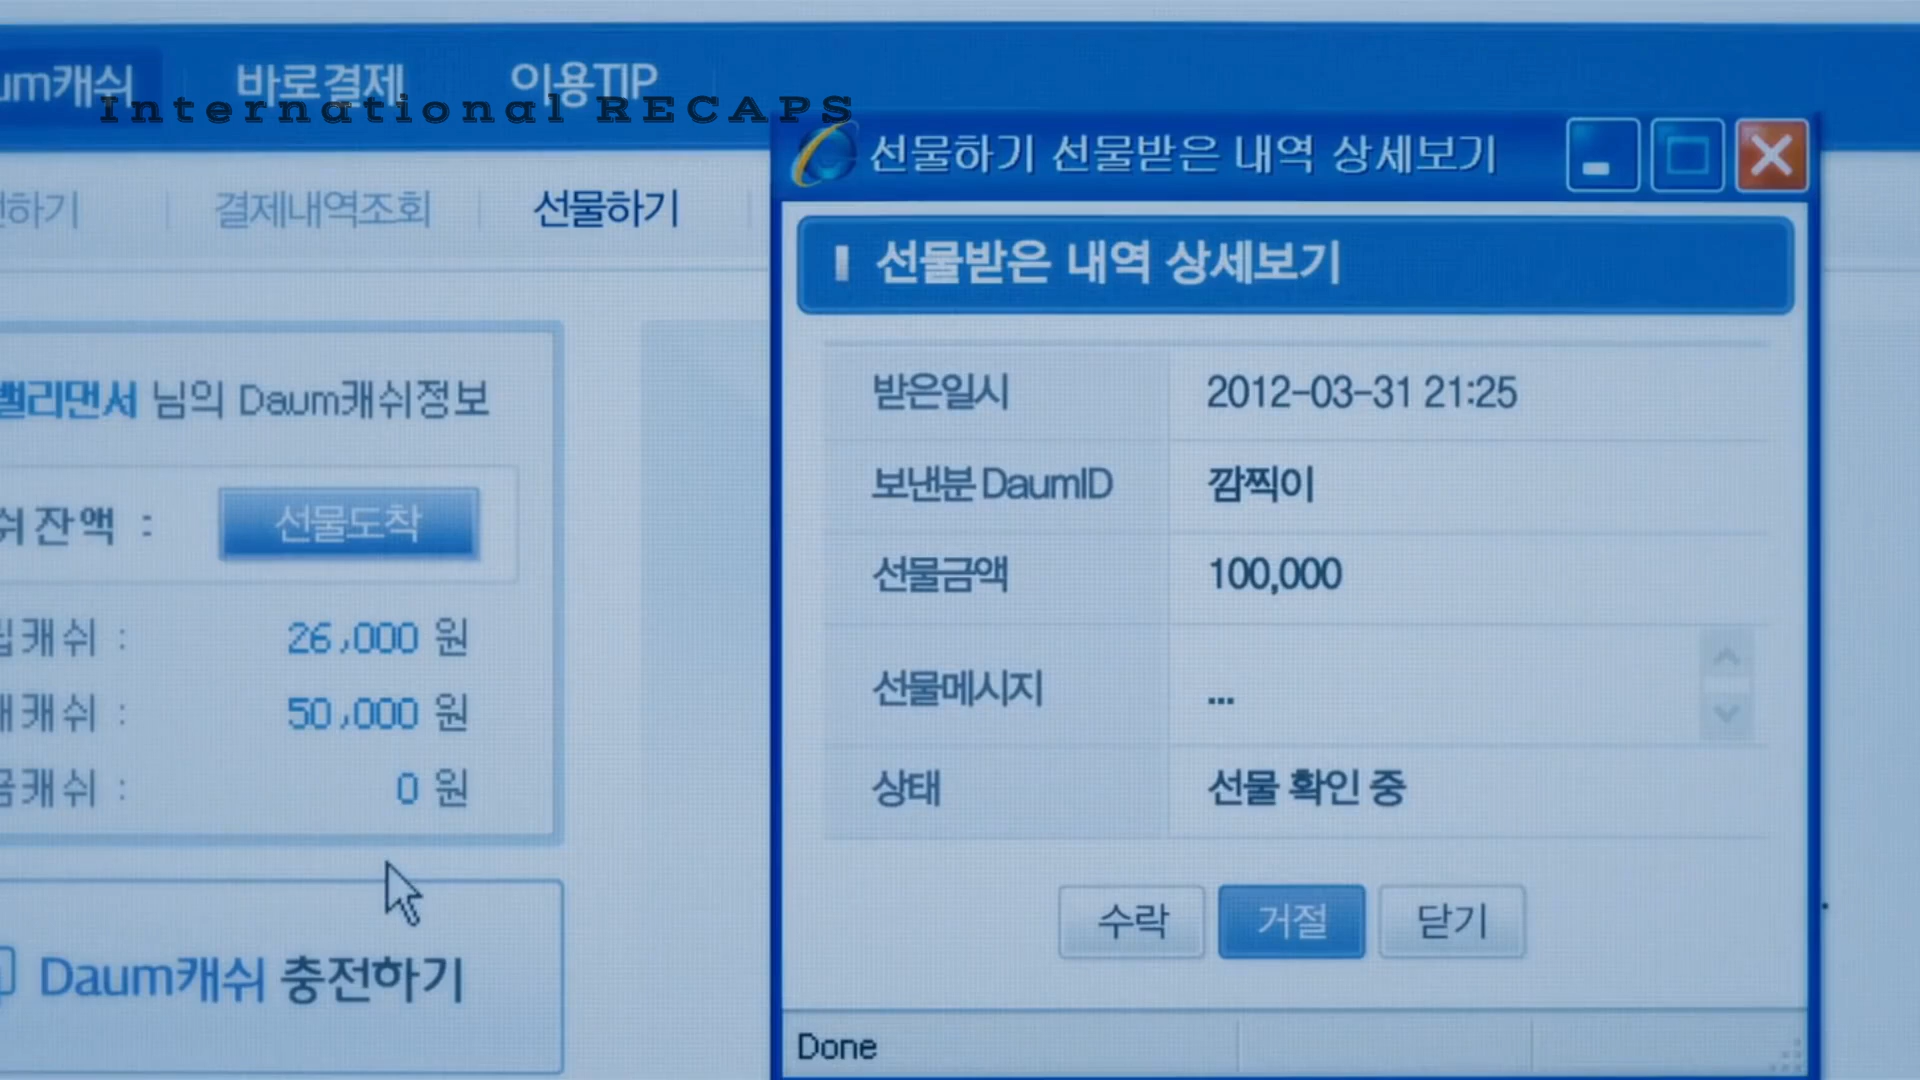 um캐쉬 바로결제 이용TIP
International RECAPS
선물하기 선물받은 내역 상세보기
하기 결제내역조회 선물하기
선물받은 내역 상세보기
밸리먼서 님의 Daum캐쉬정보
쉬잔액 : 선물도착
캐쉬 : 26,000 원
캐쉬 : 50,000 원
캐쉬 : 0 원
Daum캐쉬 충전하기
받은일시 2012-03-31 21:25
보낸분 DaumID 깜찍이
선물금액 100,000
선물메시지 ...
상태 선물 확인 중
수락 거절 닫기
Done